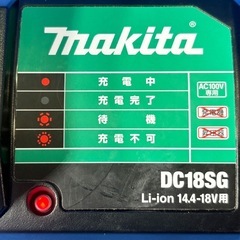 makita
充電中
充電完了
待機
充電不可
AC100V
専用
DC18SG
Li-ion 14.4-18V用